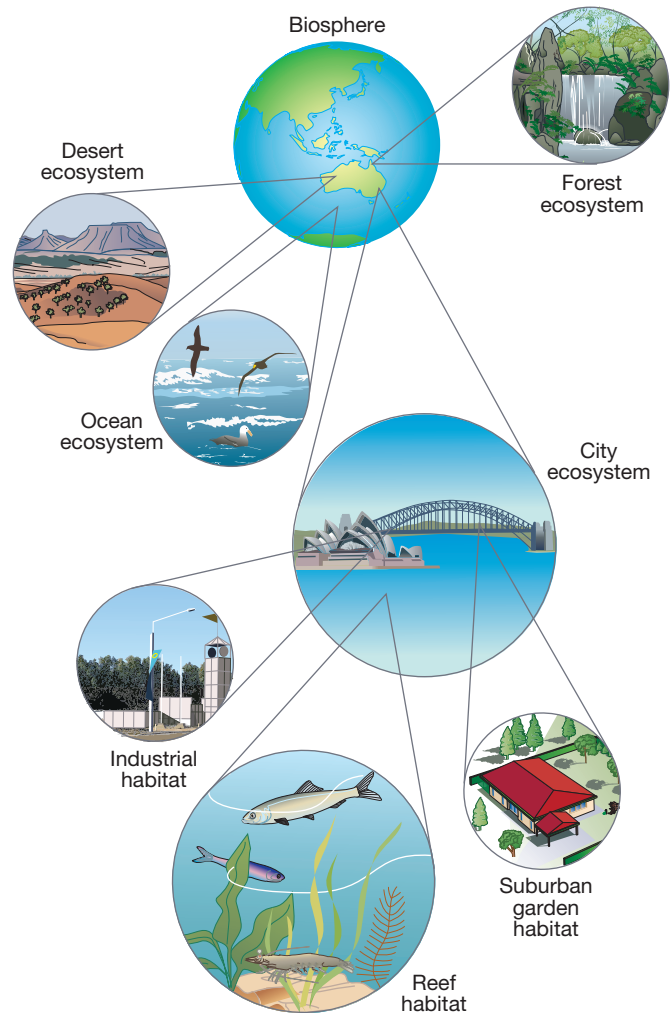 Biosphere
Desert
ecosystem
Forest
ecosystem
Ocean
ecosystem
City
ecosystem
Industrial
habitat
Suburban
garden
habitat
Reef
habitat